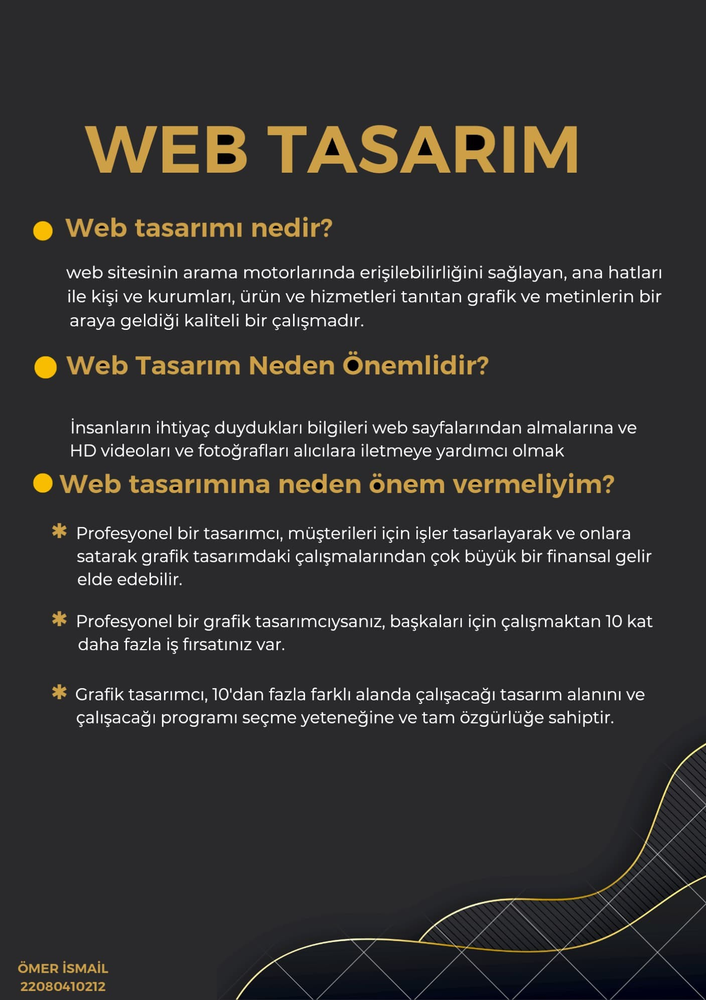 WEB TASARIM
Web tasarımı nedir?
web sitesinin arama motorlarında erişilebilirliğini sağlayan, ana hatları
ile kişi ve kurumları, ürün ve hizmetleri tanıtan grafik ve metinlerin bir
araya geldiği kaliteli bir çalışmadır.
Web Tasarım Neden Önemlidir?
İnsanların ihtiyaç duydukları bilgileri web sayfalarından almalarına ve
HD videoları ve fotoğrafları alıcılara iletmeye yardımcı olmak
Web tasarımına neden önem vermeliyim?
* Profesyonel bir tasarımcı, müşterileri için işler tasarlayarak ve onlara
satarak grafik tasarımdaki çalışmalarından çok büyük bir finansal gelir
elde edebilir.
* Profesyonel bir grafik tasarımcıysanız, başkaları için çalışmaktan 10 kat
daha fazla iş fırsatınız var.
* Grafik tasarımcı, 10'dan fazla farklı alanda çalışacağı tasarım alanını ve
çalışacağı programı seçme yeteneğine ve tam özgürlüğe sahiptir.
ÖMER İSMAİL
22080410212